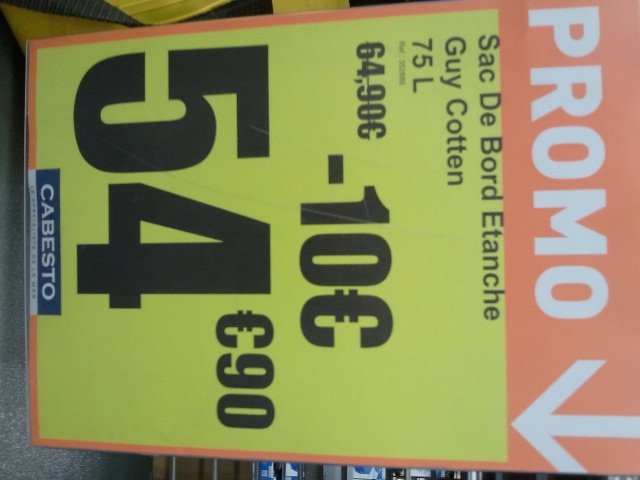 PROMO
Sac De Bord Etanche
Guy Cotten
75 L
64,90€
-10€
54€90
CABESTO